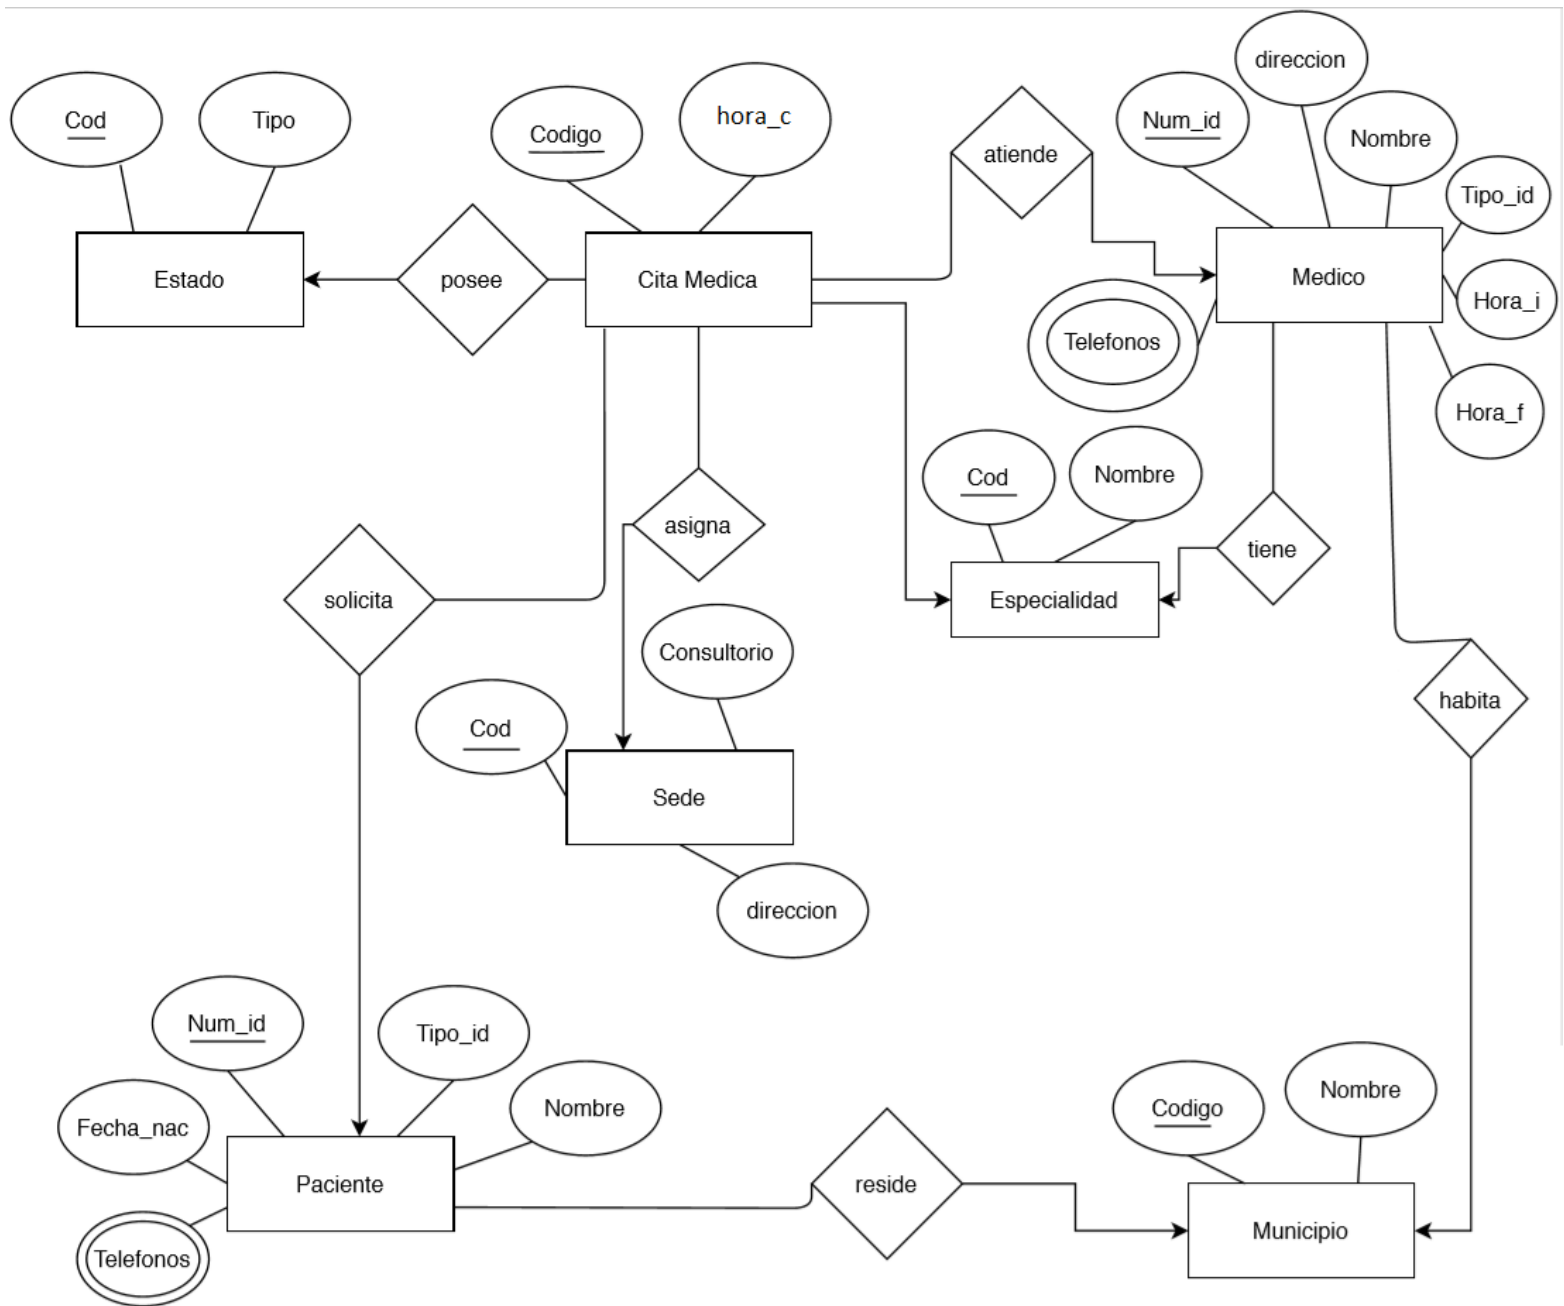 direccion
Cod
Tipo
Codigo
hora_c
Num_id
Nombre
atiende
Tipo_id
Estado
posee
Cita Medica
Medico
Hora_i
Telefonos
Hora_f
Cod
Nombre
asigna
tiene
solicita
Especialidad
Consultorio
habita
Cod
Sede
direccion
Num_id
Tipo_id
Nombre
Fecha_nac
Paciente
Telefonos
reside
Codigo
Nombre
Municipio